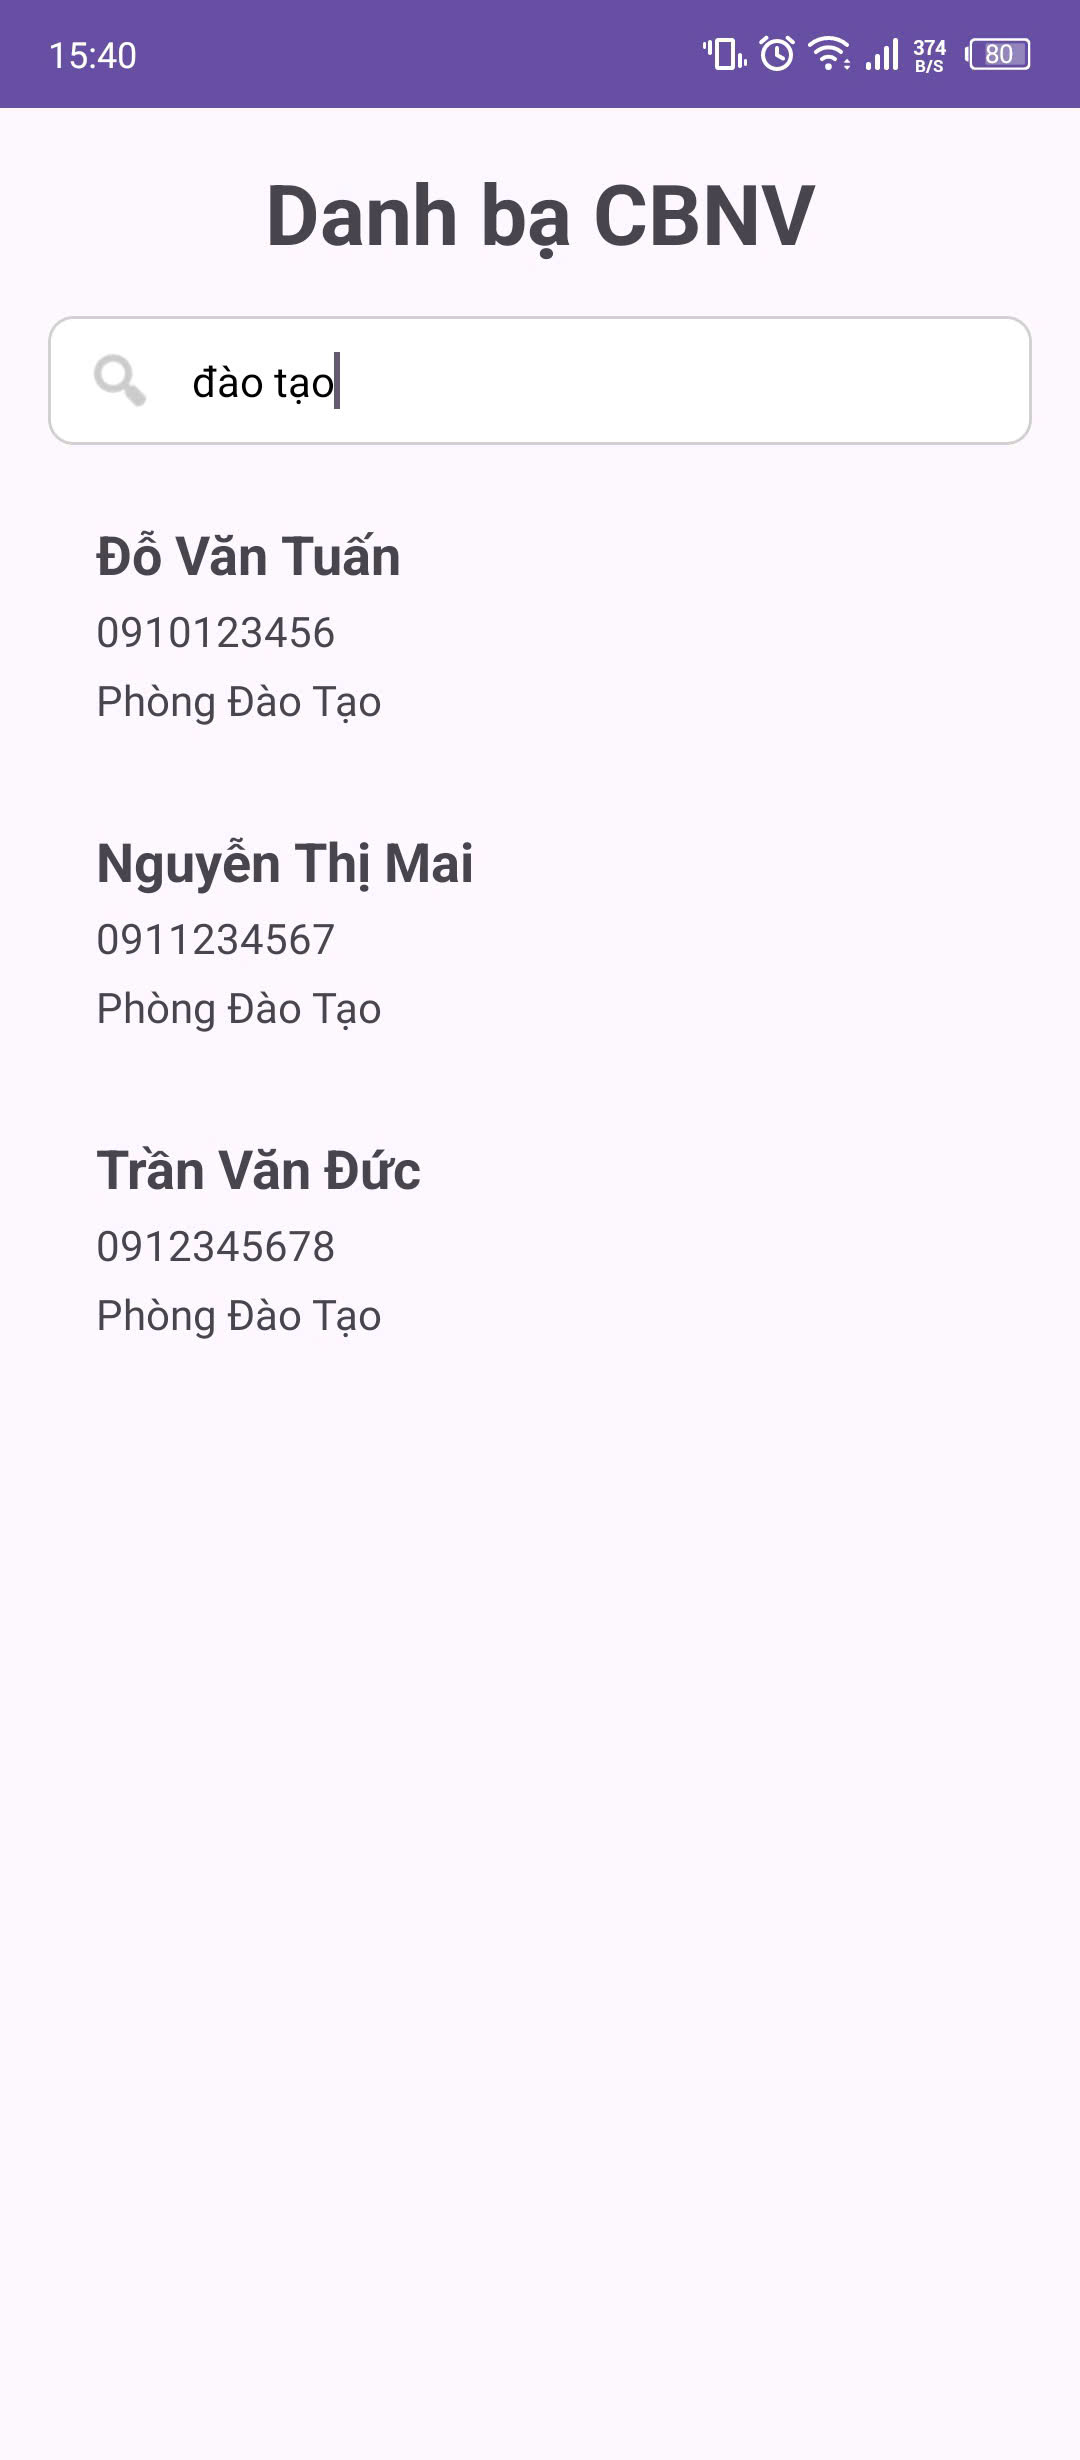 15:40
374
B/S
80
Danh bạ CBNV
đào tạo
Đỗ Văn Tuấn
0910123456
Phòng Đào Tạo
Nguyễn Thị Mai
0911234567
Phòng Đào Tạo
Trần Văn Đức
0912345678
Phòng Đào Tạo